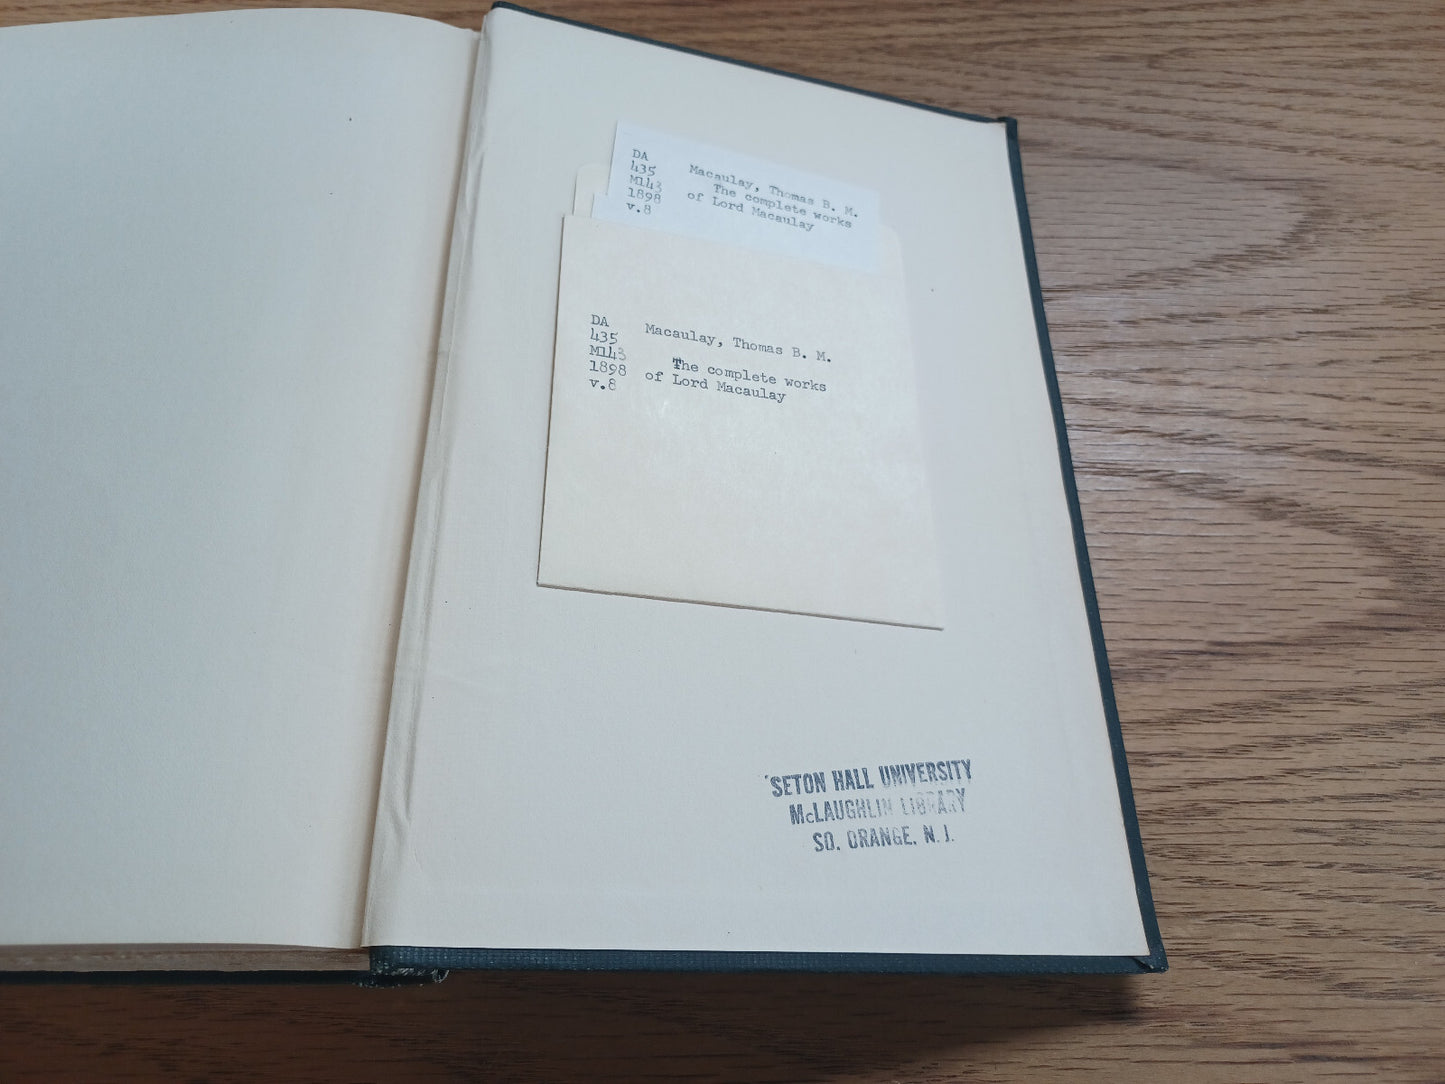 DA
435 Macaulay, Thomas B. M.
M143 The complete works
1898 of Lord Macaulay
v.8
DA
435 Macaulay, Thomas B. M.
M143
1898 The complete works
v.8 of Lord Macaulay
SETON HALL UNIVERSITY
McLAUGHLIN LIBRARY
SO. ORANGE, N. J.